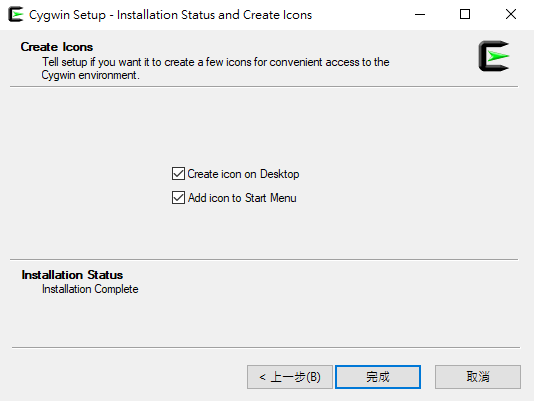 Cygwin Setup - Installation Status and Create Icons
Create Icons
Tell setup if you want it to create a few icons for convenient access to the
Cygwin environment.
Create icon on Desktop
Add icon to Start Menu
Installation Status
Installation Complete
< 上一步(B)
完成
取消